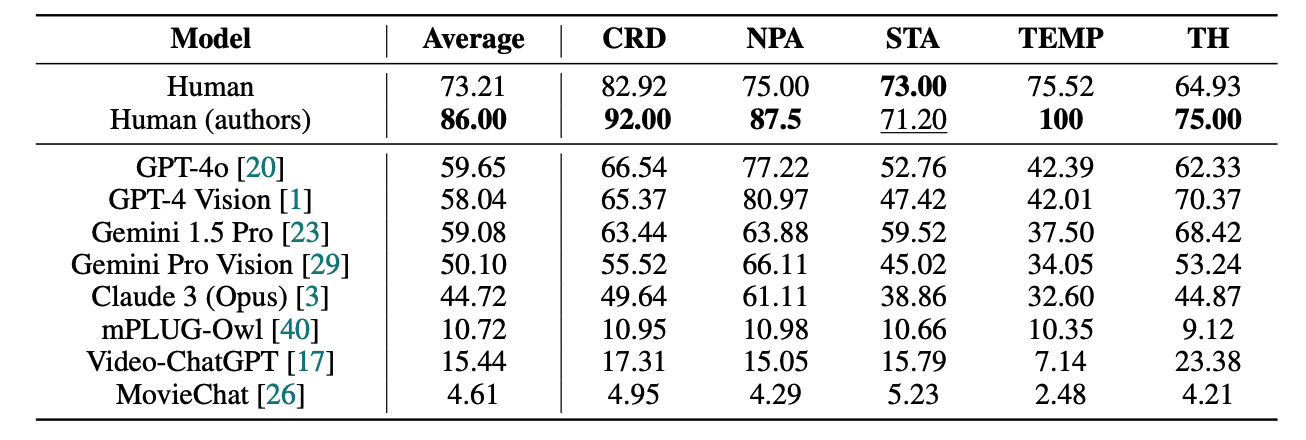 Model Average CRD NPA STA TEMP TH
Human 73.21 82.92 75.00 73.00 75.52 64.93
Human (authors) 86.00 92.00 87.5 71.20 100 75.00
GPT-4o [20] 59.65 66.54 77.22 52.76 42.39 62.33
GPT-4 Vision [1] 58.04 65.37 80.97 47.42 42.01 70.37
Gemini 1.5 Pro [23] 59.08 63.44 63.88 59.52 37.50 68.42
Gemini Pro Vision [29] 50.10 55.52 66.11 45.02 34.05 53.24
Claude 3 (Opus) [3] 44.72 49.64 61.11 38.86 32.60 44.87
mPLUG-Owl [40] 10.72 10.95 10.98 10.66 10.35 9.12
Video-ChatGPT [17] 15.44 17.31 15.05 15.79 7.14 23.38
MovieChat [26] 4.61 4.95 4.29 5.23 2.48 4.21